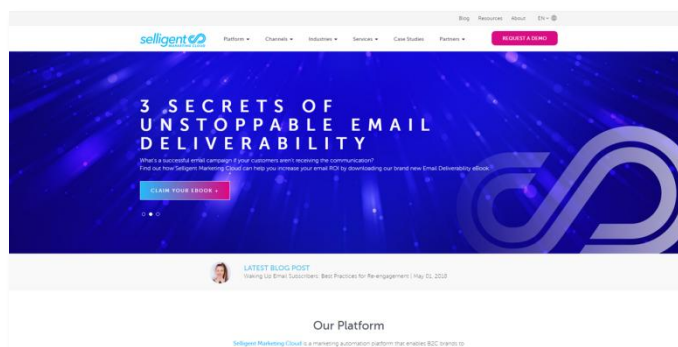 Blog Resources About EN
selligent
MARKETING CLOUD
Platform Channels Industries Services Case Studies Partners REQUEST A DEMO
3 SECRETS OF
UNSTOPPABLE EMAIL
DELIVERABILITY
What's a successful email campaign if your customers aren't receiving the communication?
Find out how Selligent Marketing Cloud can help you increase your email ROI by downloading our brand new Email Deliverability eBook.
CLAIM YOUR EBOOK
LATEST BLOG POST
Waking Up Email Subscribers: Best Practices for Re-engagement | May 01, 2018
Our Platform
Selligent Marketing Cloud is a marketing automation platform that enables B2C brands to